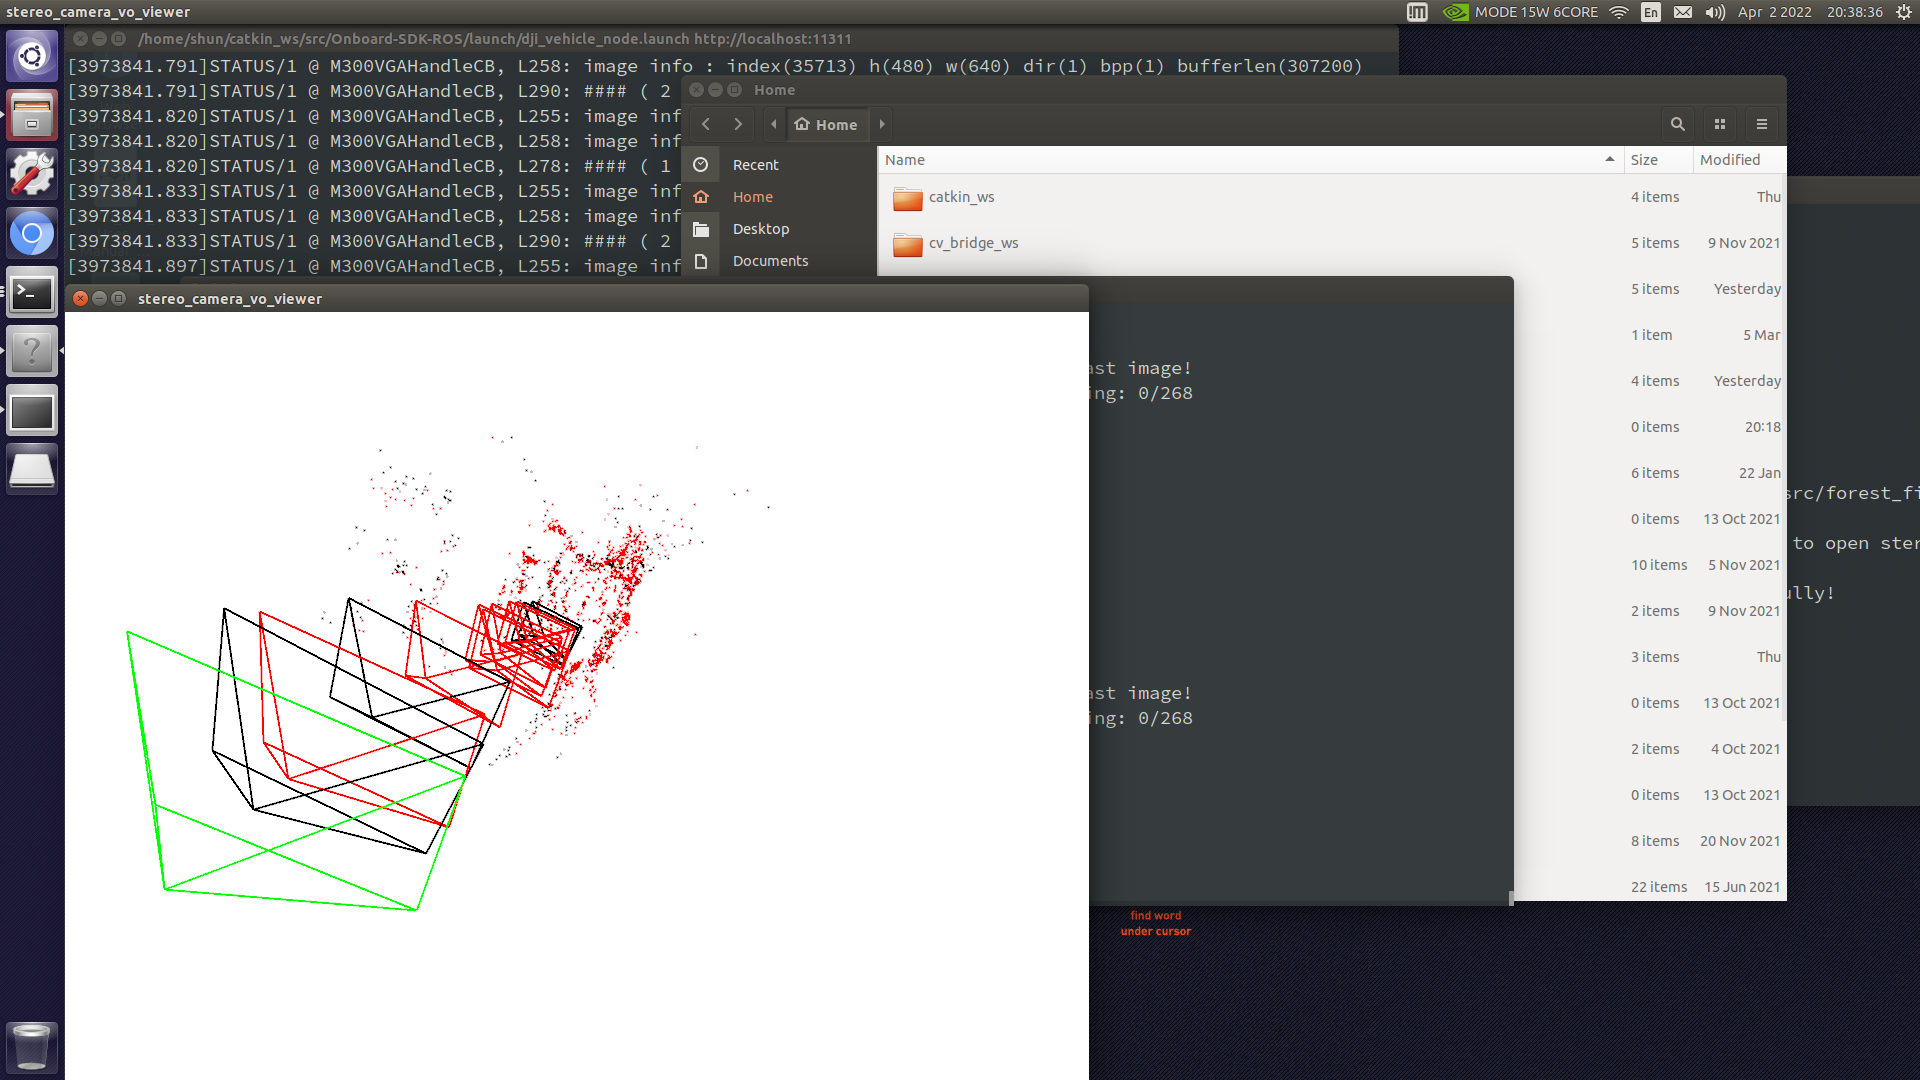 stereo_camera_vo_viewer
MODE 15W 6CORE
En
Apr 2 2022
20:38:36
/home/shun/catkin_ws/src/Onboard-SDK-ROS/launch/dji_vehicle_node.launch http://localhost:11311
[3973841.791]STATUS/1 @ M300VGAHandleCB, L258: image info : index(35713) h(480) w(640) dir(1) bpp(1) bufferlen(307200)
[3973841.791]STATUS/1 @ M300VGAHandleCB, L290: #### ( 2
[3973841.820]STATUS/1 @ M300VGAHandleCB, L255: image inf
[3973841.820]STATUS/1 @ M300VGAHandleCB, L258: image inf
[3973841.820]STATUS/1 @ M300VGAHandleCB, L278: #### ( 1
[3973841.833]STATUS/1 @ M300VGAHandleCB, L255: image inf
[3973841.833]STATUS/1 @ M300VGAHandleCB, L258: image inf
[3973841.833]STATUS/1 @ M300VGAHandleCB, L290: #### ( 2
[3973841.897]STATUS/1 @ M300VGAHandleCB, L255: image inf
Home
Home
Recent
Home
Desktop
Documents
Name Size Modified
catkin_ws 4 items Thu
cv_bridge_ws 5 items 9 Nov 2021
5 items Yesterday
1 item 5 Mar
4 items Yesterday
0 items 20:18
6 items 22 Jan
0 items 13 Oct 2021
10 items 5 Nov 2021
2 items 9 Nov 2021
3 items Thu
0 items 13 Oct 2021
2 items 4 Oct 2021
0 items 13 Oct 2021
8 items 20 Nov 2021
22 items 15 Jun 2021
stereo_camera_vo_viewer
ast image!
ing: 0/268
ast image!
ing: 0/268
src/forest_fi
to open ster
ully!
find word
under cursor